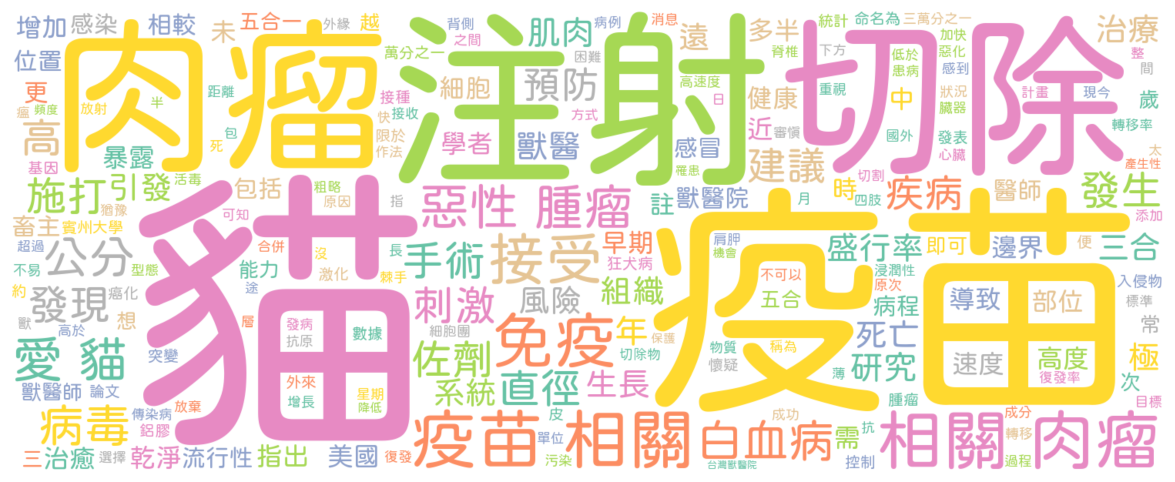 肉瘤
注射
切除
貓
疫苗
增加
感染
相較
未
五合一
越
背側
之間
肌肉
病例
消息
遠
多半
統計
命名為
三萬分之一
加快
惡化
治療
位置
萬分之一
困難
脊椎
下方
低於
患病
感到
整
間
更
放射
半
距離
接種
快
接收
細胞
預防
高速度
日
健康
重視
中
狀況
臟器
計畫
現今
歲
瘟
頻度
高
包
死
限於
作法
學者
獸醫
方式
感冒
近
審慎
國外
發表
心臟
轉移率
基因
暴露
罹患
建議
切割
太
產生性
施打
引發
活毒
包括
粗略
原因
指
惡性
腫瘤
註
獸醫院
時
月
四肢
疾病
醫師
發生
添加
猶豫
畜主
賓州大學
可知
超過
公分
合併
沒
長
手術
接受
早期
狂犬病
肩胛
機會
盛行率
即可
邊界
便
三合
不易
型態
能力
激化
棘手
組織
不可以
浸潤性
原次
入侵物
約
發現
癌化
想
途
刺激
風險
五合
病程
導致
部位
標準
常
獸
高於
層
發病
抗原
數據
細胞團
免疫
年
保護
物質
稱為
死亡
愛
貓
突變
佐劑
切除物
懷疑
薄
研究
速度
高度
復發率
極
獸醫師
論文
外來
增長
星期
降低
系統
直徑
生長
腫瘤
次
目標
病毒
傳染病
鋁膠
放棄
皮
成功
成分
疫苗
相關
單位
白血病
需
抗
相關
肉瘤
轉移
三
治癒
選擇
乾淨
流行性
指出
美國
復發
污染
台灣獸醫院
控制
過程